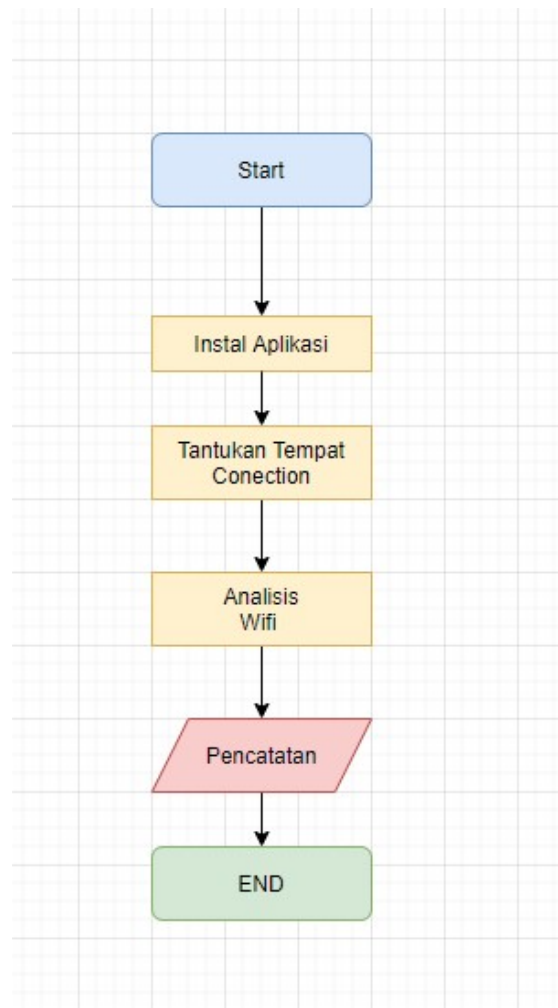 Start
Instal Aplikasi
Tantukan Tempat
Conection
Analisis
Wifi
Pencatatan
END